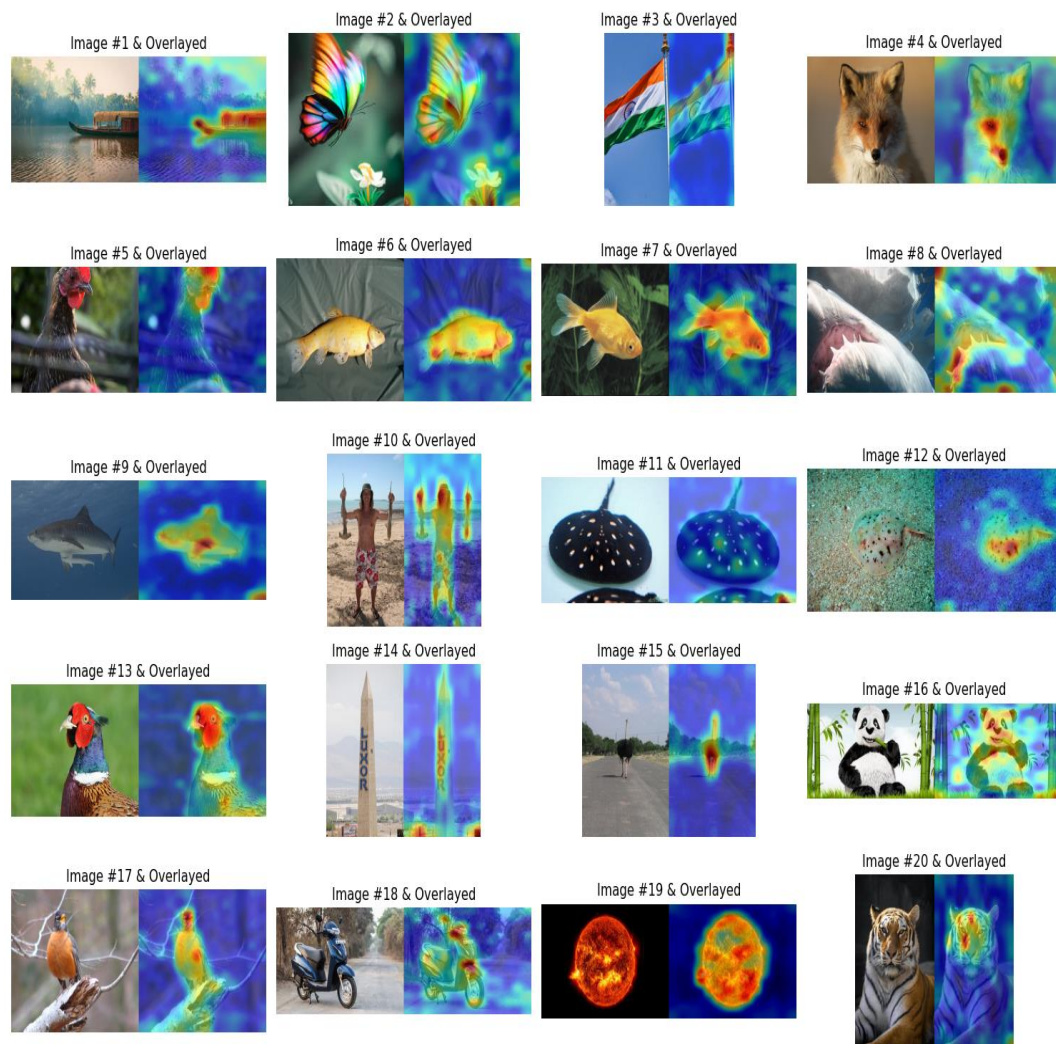 Image #1 & Overlayed
Image #2 & Overlayed
Image #3 & Overlayed
Image #4 & Overlayed
Image #5 & Overlayed
Image #6 & Overlayed
Image #7 & Overlayed
Image #8 & Overlayed
Image #9 & Overlayed
Image #10 & Overlayed
Image #11 & Overlayed
Image #12 & Overlayed
Image #13 & Overlayed
Image #14 & Overlayed
LUXOR
LUXOR
Image #15 & Overlayed
Image #16 & Overlayed
Image #17 & Overlayed
Image #18 & Overlayed
Image #19 & Overlayed
Image #20 & Overlayed